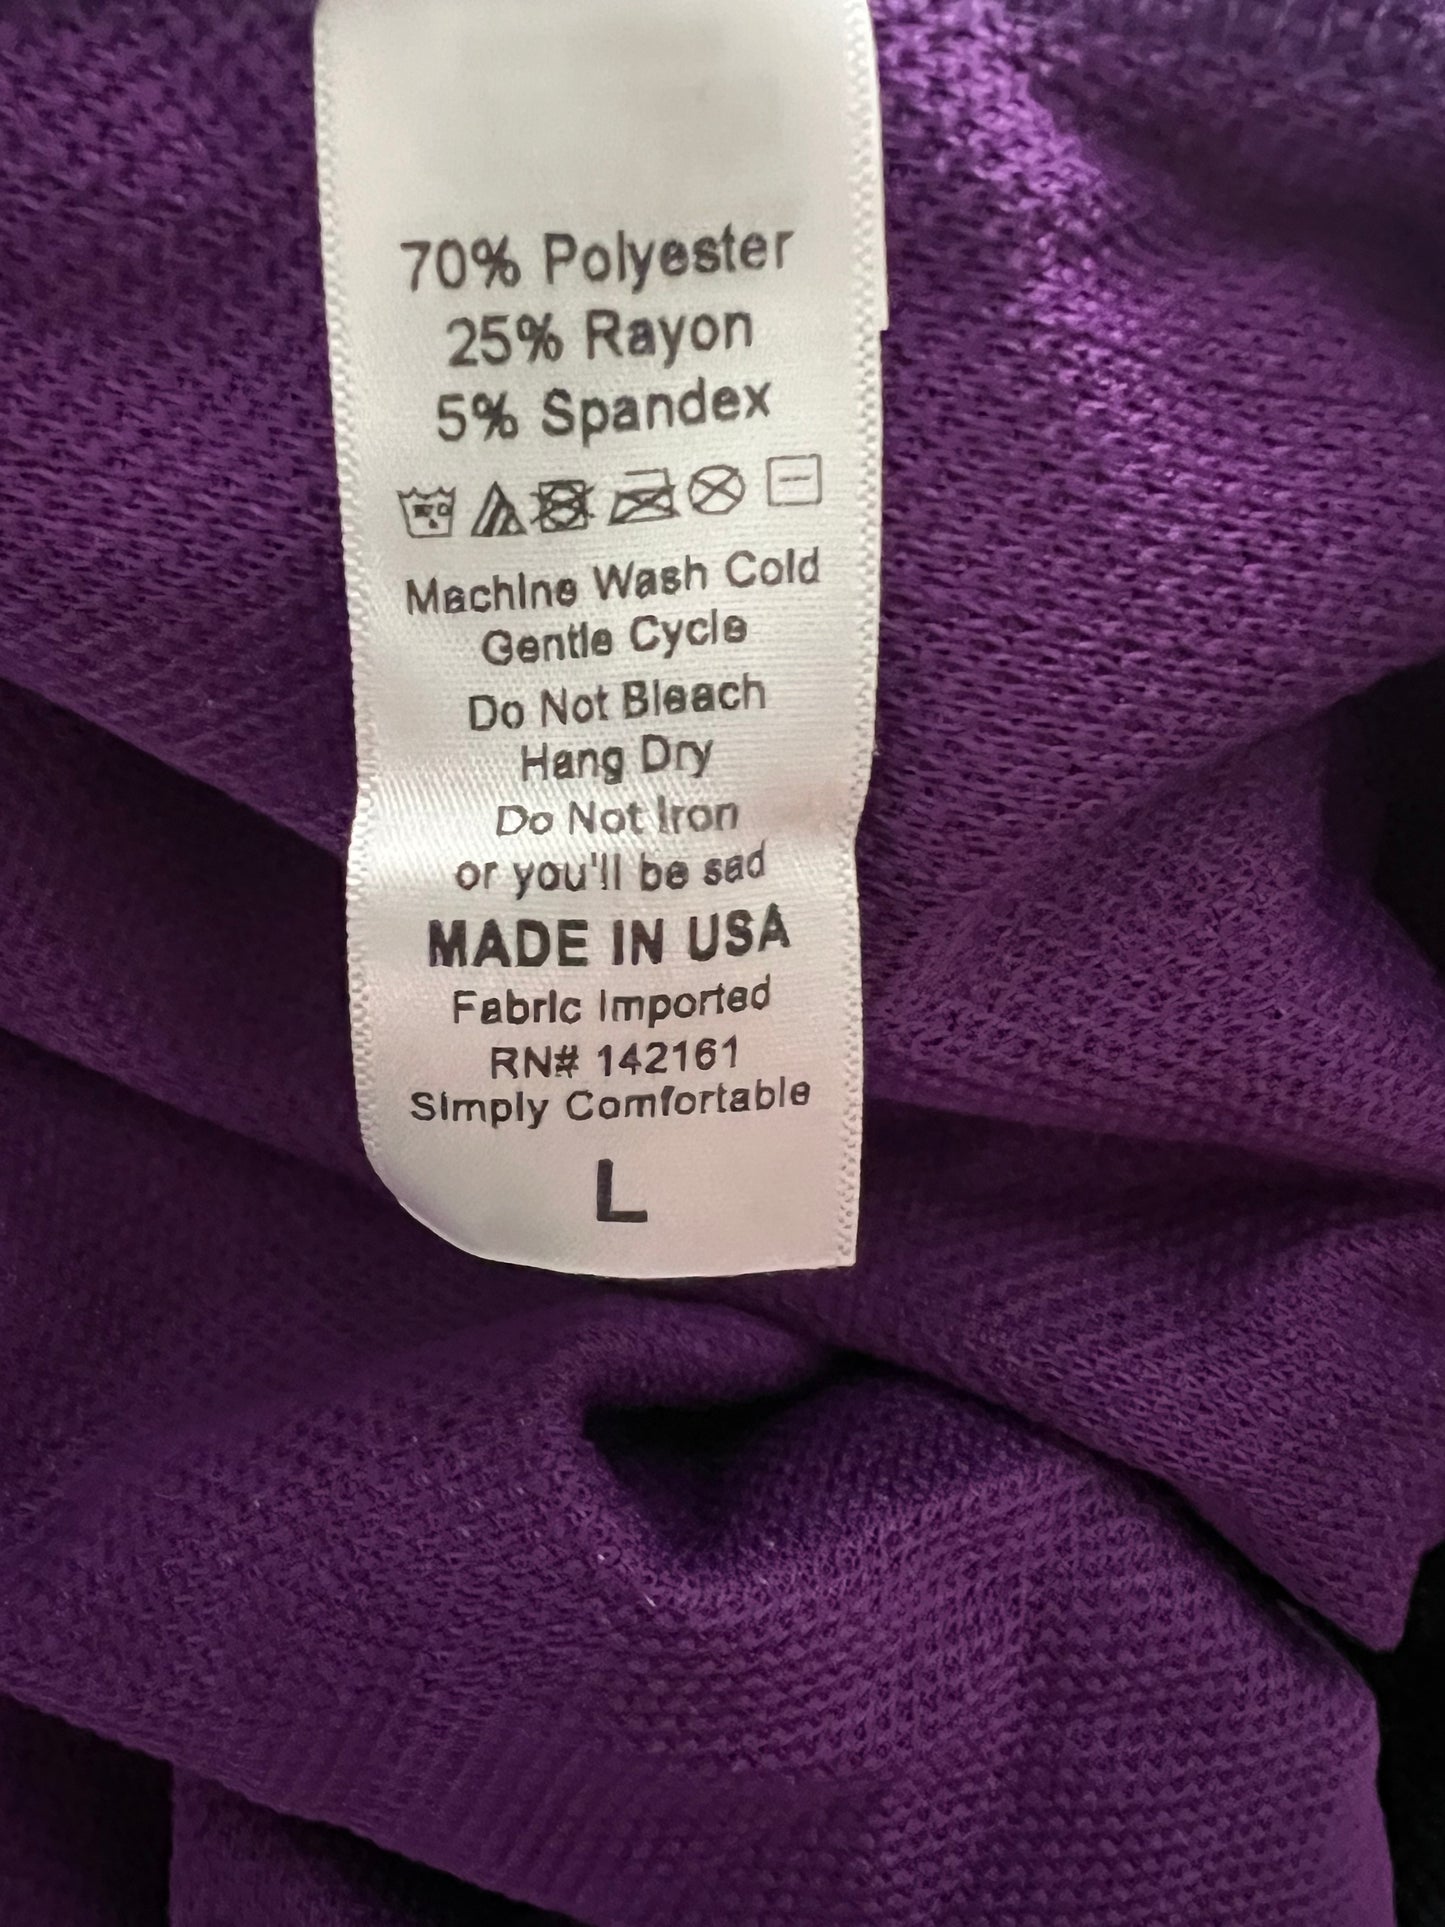 70% Polyester
25% Rayon
5% Spandex
Machine Wash Cold
Gentle Cycle
Do Not Bleach
Hang Dry
Do Not Iron
or you'll be sad
MADE IN USA
Fabric Imported
RN# 142161
Simply Comfortable
L